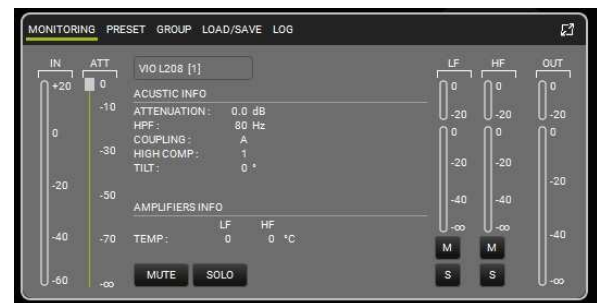 MONITORING PRESET GROUP LOAD/SAVE LOG
IN ATT
VIO L208 [1]
LF HF OUT
+20
0
-20
-40
-60
0
-10
-30
-50
-70
-∞
ACUSTIC INFO
ATTENUATION: 0.0 dB
HPF: 80 Hz
COUPLING: A
HIGH COMP: 1
TILT: 0 °
AMPLIFIERS INFO
LF HF
TEMP: 0 0 °C
MUTE SOLO
0
-20
0
-20
-40
-∞
M
S
0
-20
0
-20
-40
-∞
M
S
0
-20
0
-20
-40
-∞